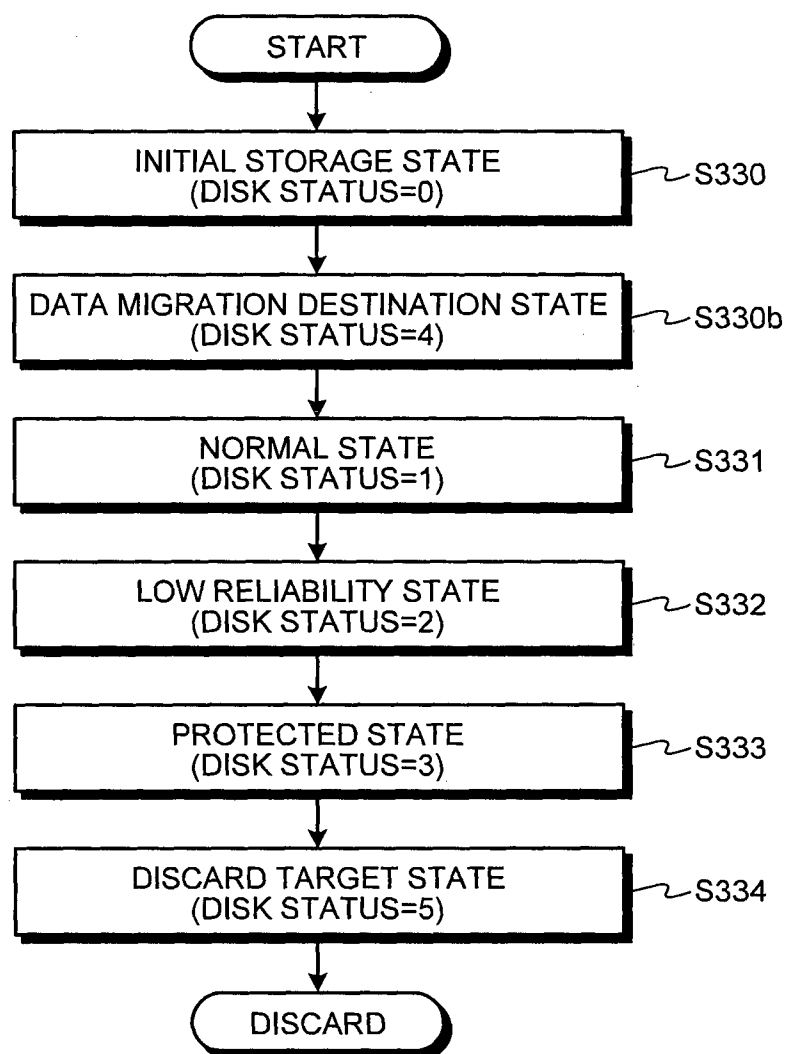 START
INITIAL STORAGE STATE
(DISK STATUS=0)
S330
DATA MIGRATION DESTINATION STATE
(DISK STATUS=4)
S330b
NORMAL STATE
(DISK STATUS=1)
S331
LOW RELIABILITY STATE
(DISK STATUS=2)
S332
PROTECTED STATE
(DISK STATUS=3)
S333
DISCARD TARGET STATE
(DISK STATUS=5)
S334
DISCARD